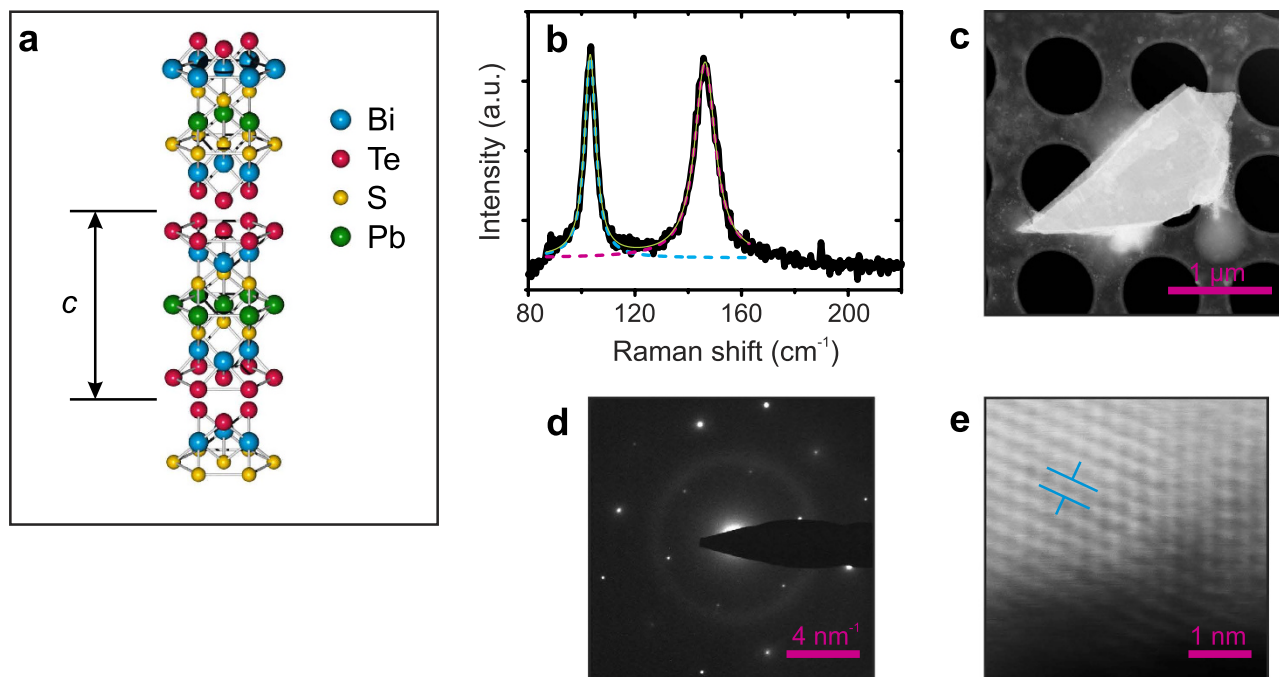 a
Bi
Te
S
Pb
c
b
Intensity (a.u.)
80
120
160
200
Raman shift (cm⁻¹)
c
1 µm
d
4 nm⁻¹
e
1 nm